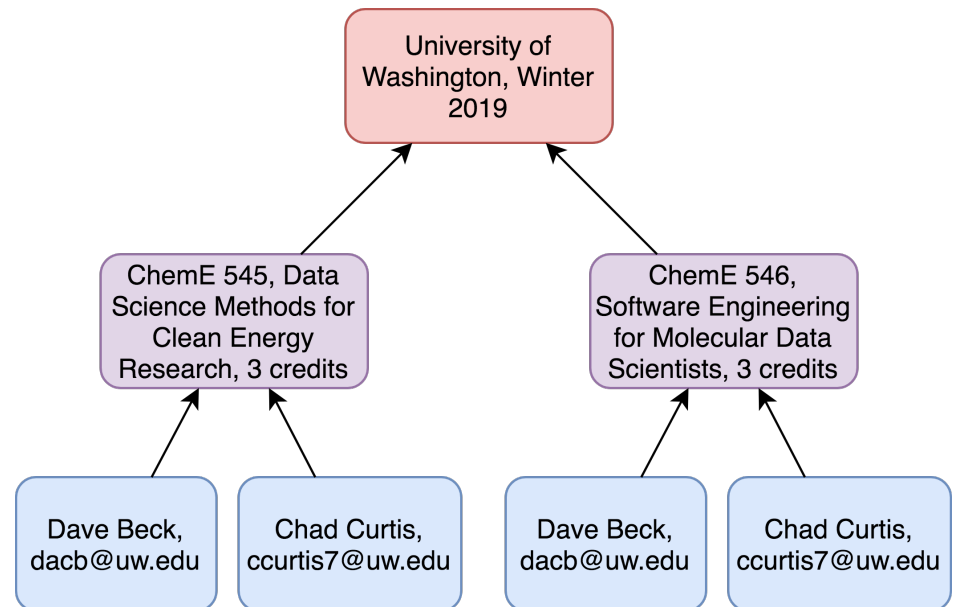 University of
Washington, Winter
2019
ChemE 545, Data
Science Methods for
Clean Energy
Research, 3 credits
ChemE 546,
Software Engineering
for Molecular Data
Scientists, 3 credits
Dave Beck,
dacb@uw.edu
Chad Curtis,
ccurtis7@uw.edu
Dave Beck,
dacb@uw.edu
Chad Curtis,
ccurtis7@uw.edu